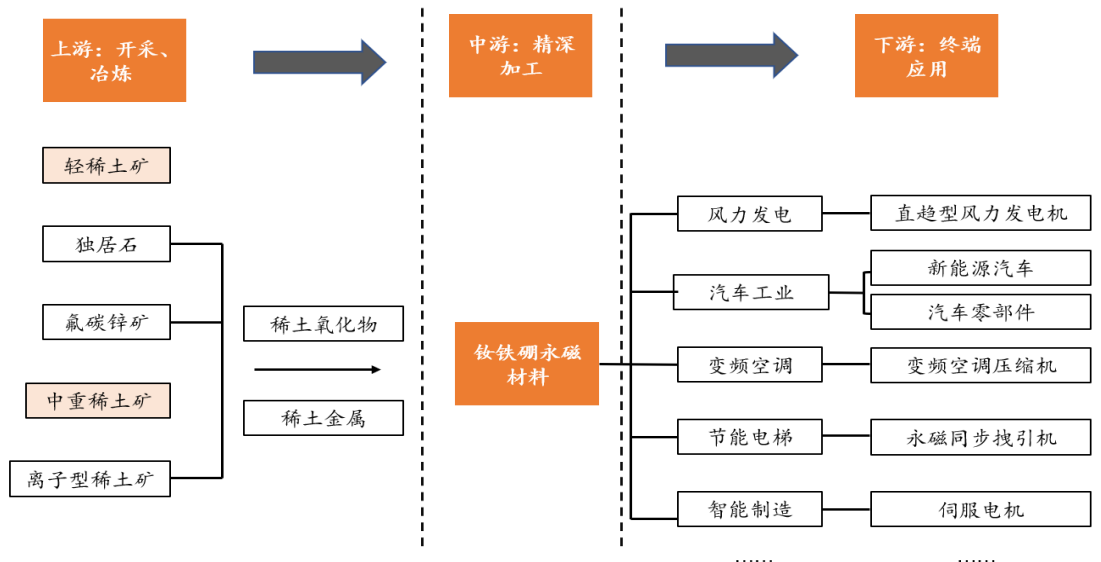 上游：开采、
冶炼
中游：精深
加工
下游：终端
应用
轻稀土矿
独居石
氟碳锌矿
中重稀土矿
离子型稀土矿
稀土氧化物
稀土金属
钕铁硼永磁
材料
风力发电
直趋型风力发电机
汽车工业
新能源汽车
汽车零部件
变频空调
变频空调压缩机
节能电梯
永磁同步拽引机
智能制造
伺服电机
……
……